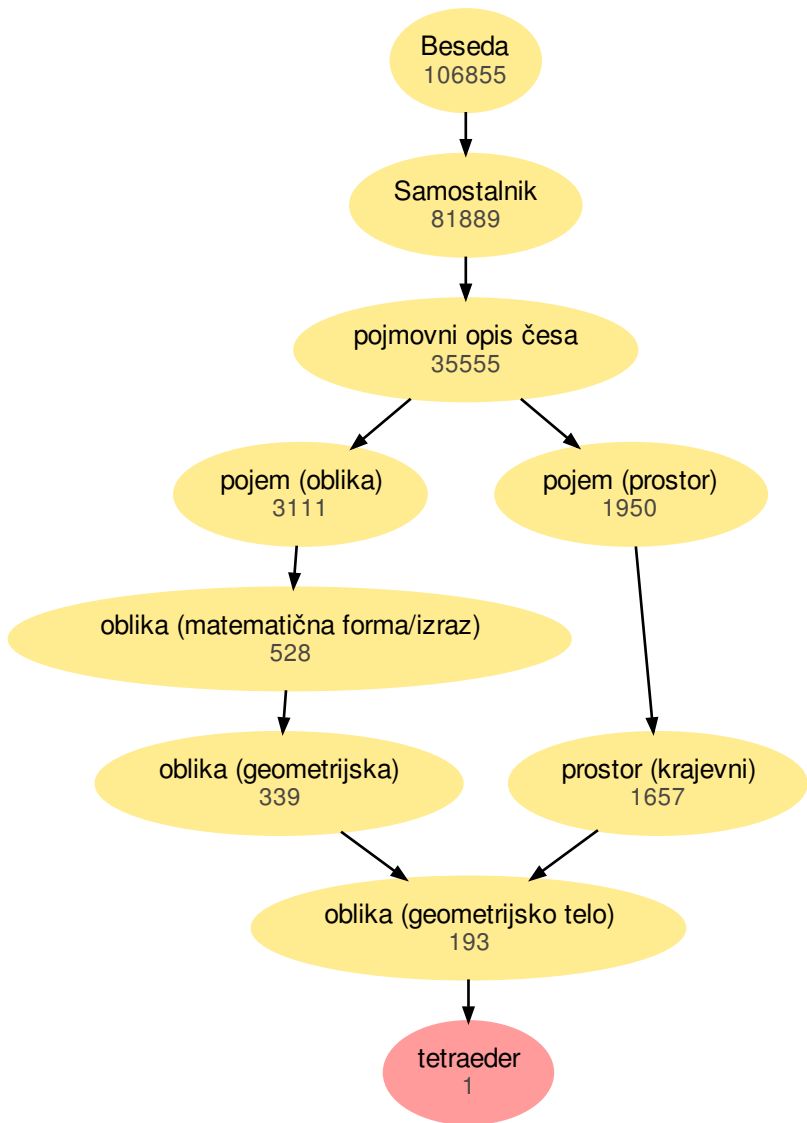 Beseda
106855
Samostalnik
81889
pojmovni opis česa
35555
pojem (oblika)
3111
pojem (prostor)
1950
oblika (matematična forma/izraz)
528
oblika (geometrijska)
339
prostor (krajevni)
1657
oblika (geometrijsko telo)
193
tetraeder
1